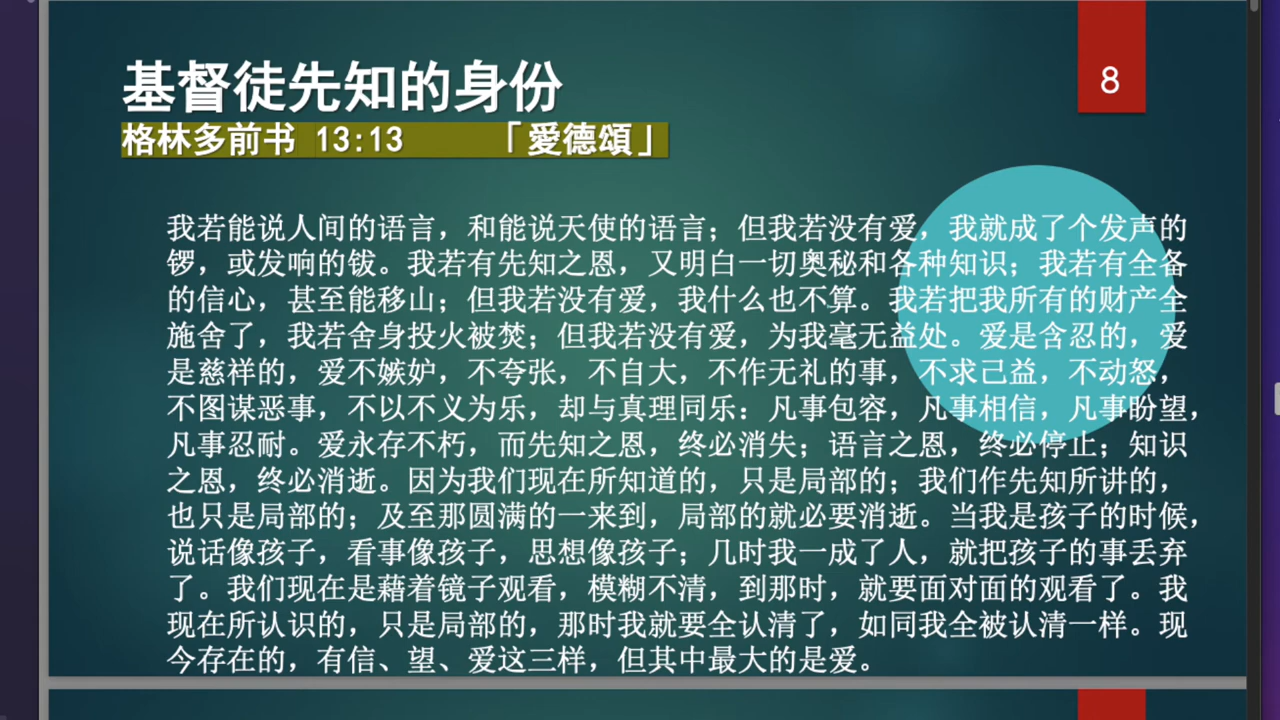 基督徒先知的身份
8
格林多前书 13:13 「愛德頌」
我若能说人间的语言，和能说天使的语言；但我若没有爱，我就成了个发声的
锣，或发响的钹。我若有先知之恩，又明白一切奥秘和各种知识；我若有全备
的信心，甚至能移山；但我若没有爱，我什么也不算。我若把我所有的财产全
施舍了，我若舍身投火被焚；但我若没有爱，为我毫无益处。爱是含忍的，爱
是慈祥的，爱不嫉妒，不夸张，不自大，不作无礼的事，不求己益，不动怒，
不图谋恶事，不以不义为乐，却与真理同乐：凡事包容，凡事相信，凡事盼望，
凡事忍耐。爱永存不朽，而先知之恩，终必消失；语言之恩，终必停止；知识
之恩，终必消逝。因为我们现在所知道的，只是局部的；我们作先知所讲的，
也只是局部的；及至那圆满的一来到，局部的就必要消逝。当我是孩子的时候，
说话像孩子，看事像孩子，思想像孩子；几时我一成了人，就把孩子的事丢弃
了。我们现在是藉着镜子观看，模糊不清，到那时，就要面对面的观看了。我
现在所认识的，只是局部的，那时我就要全认清了，如同我全被认清一样。现
今存在的，有信、望、爱这三样，但其中最大的是爱。